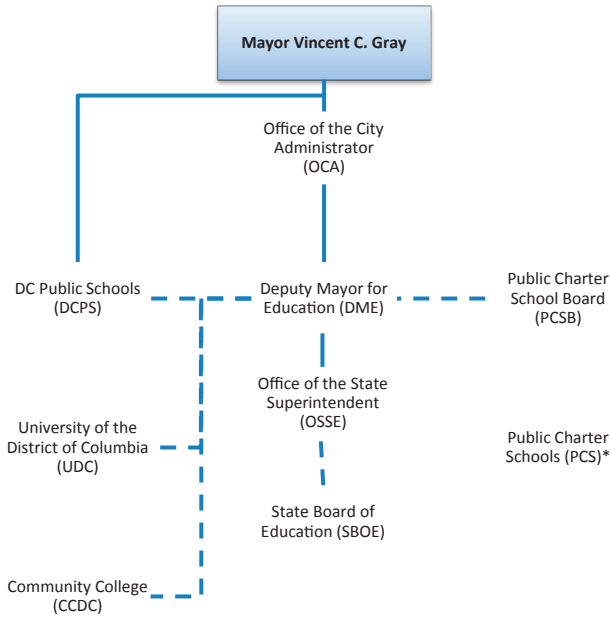 Mayor Vincent C. Gray
Office of the City
Administrator
(OCA)
DC Public Schools
(DCPS)
Deputy Mayor for
Education (DME)
Public Charter
School Board
(PCSB)
Office of the State
Superintendent
(OSSE)
University of the
District of Columbia
(UDC)
Public Charter
Schools (PCS)*
State Board of
Education (SBOE)
Community College
(CCDC)